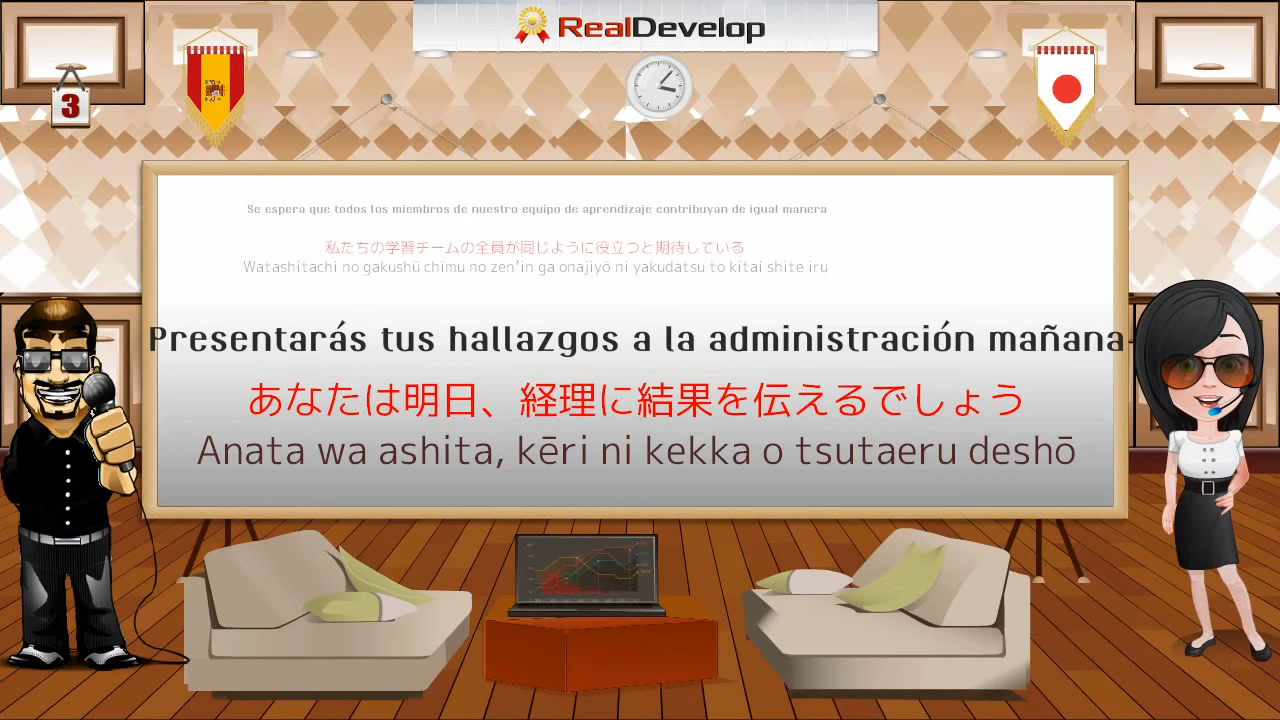 RealDevelop
3
Se espera que todos los miembros de nuestro equipo de aprendizaje contribuyan de igual manera
私たちの学習チームの全員が同じように役立つと期待している
Watashitachi no gakushū chīmu no zen'in ga onajiyō ni yakudatsu to kitai shite iru
Presentarás tus hallazgos a la administración mañana
あなたは明日、経理に結果を伝えるでしょう
Anata wa ashita, kēri ni kekka o tsutaeru deshō